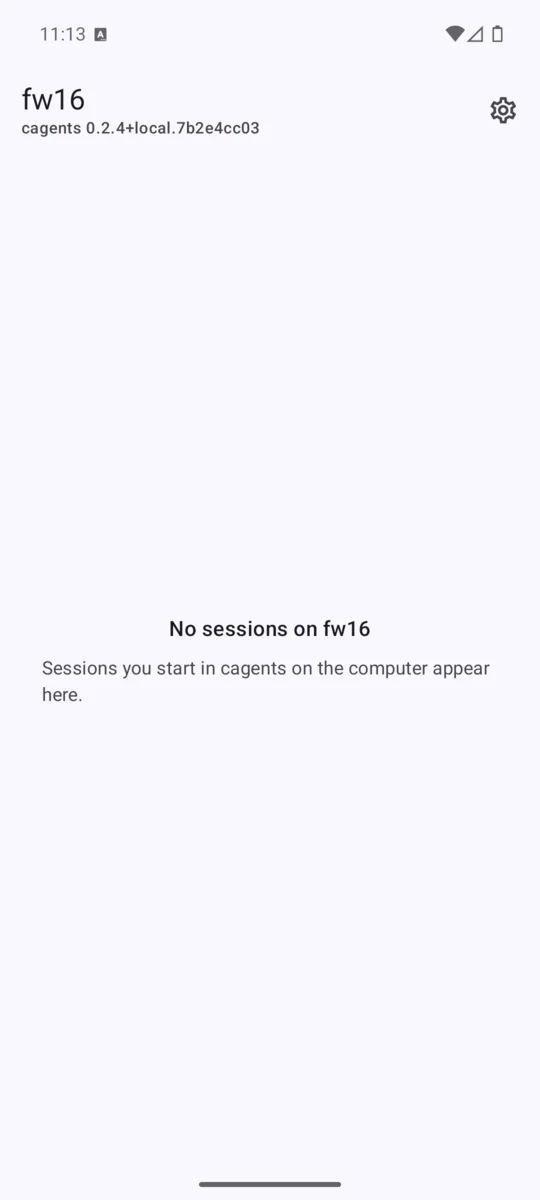 11:13
fw16
cagents 0.2.4+local.7b2e4cc03
No sessions on fw16
Sessions you start in cagents on the computer appear
here.